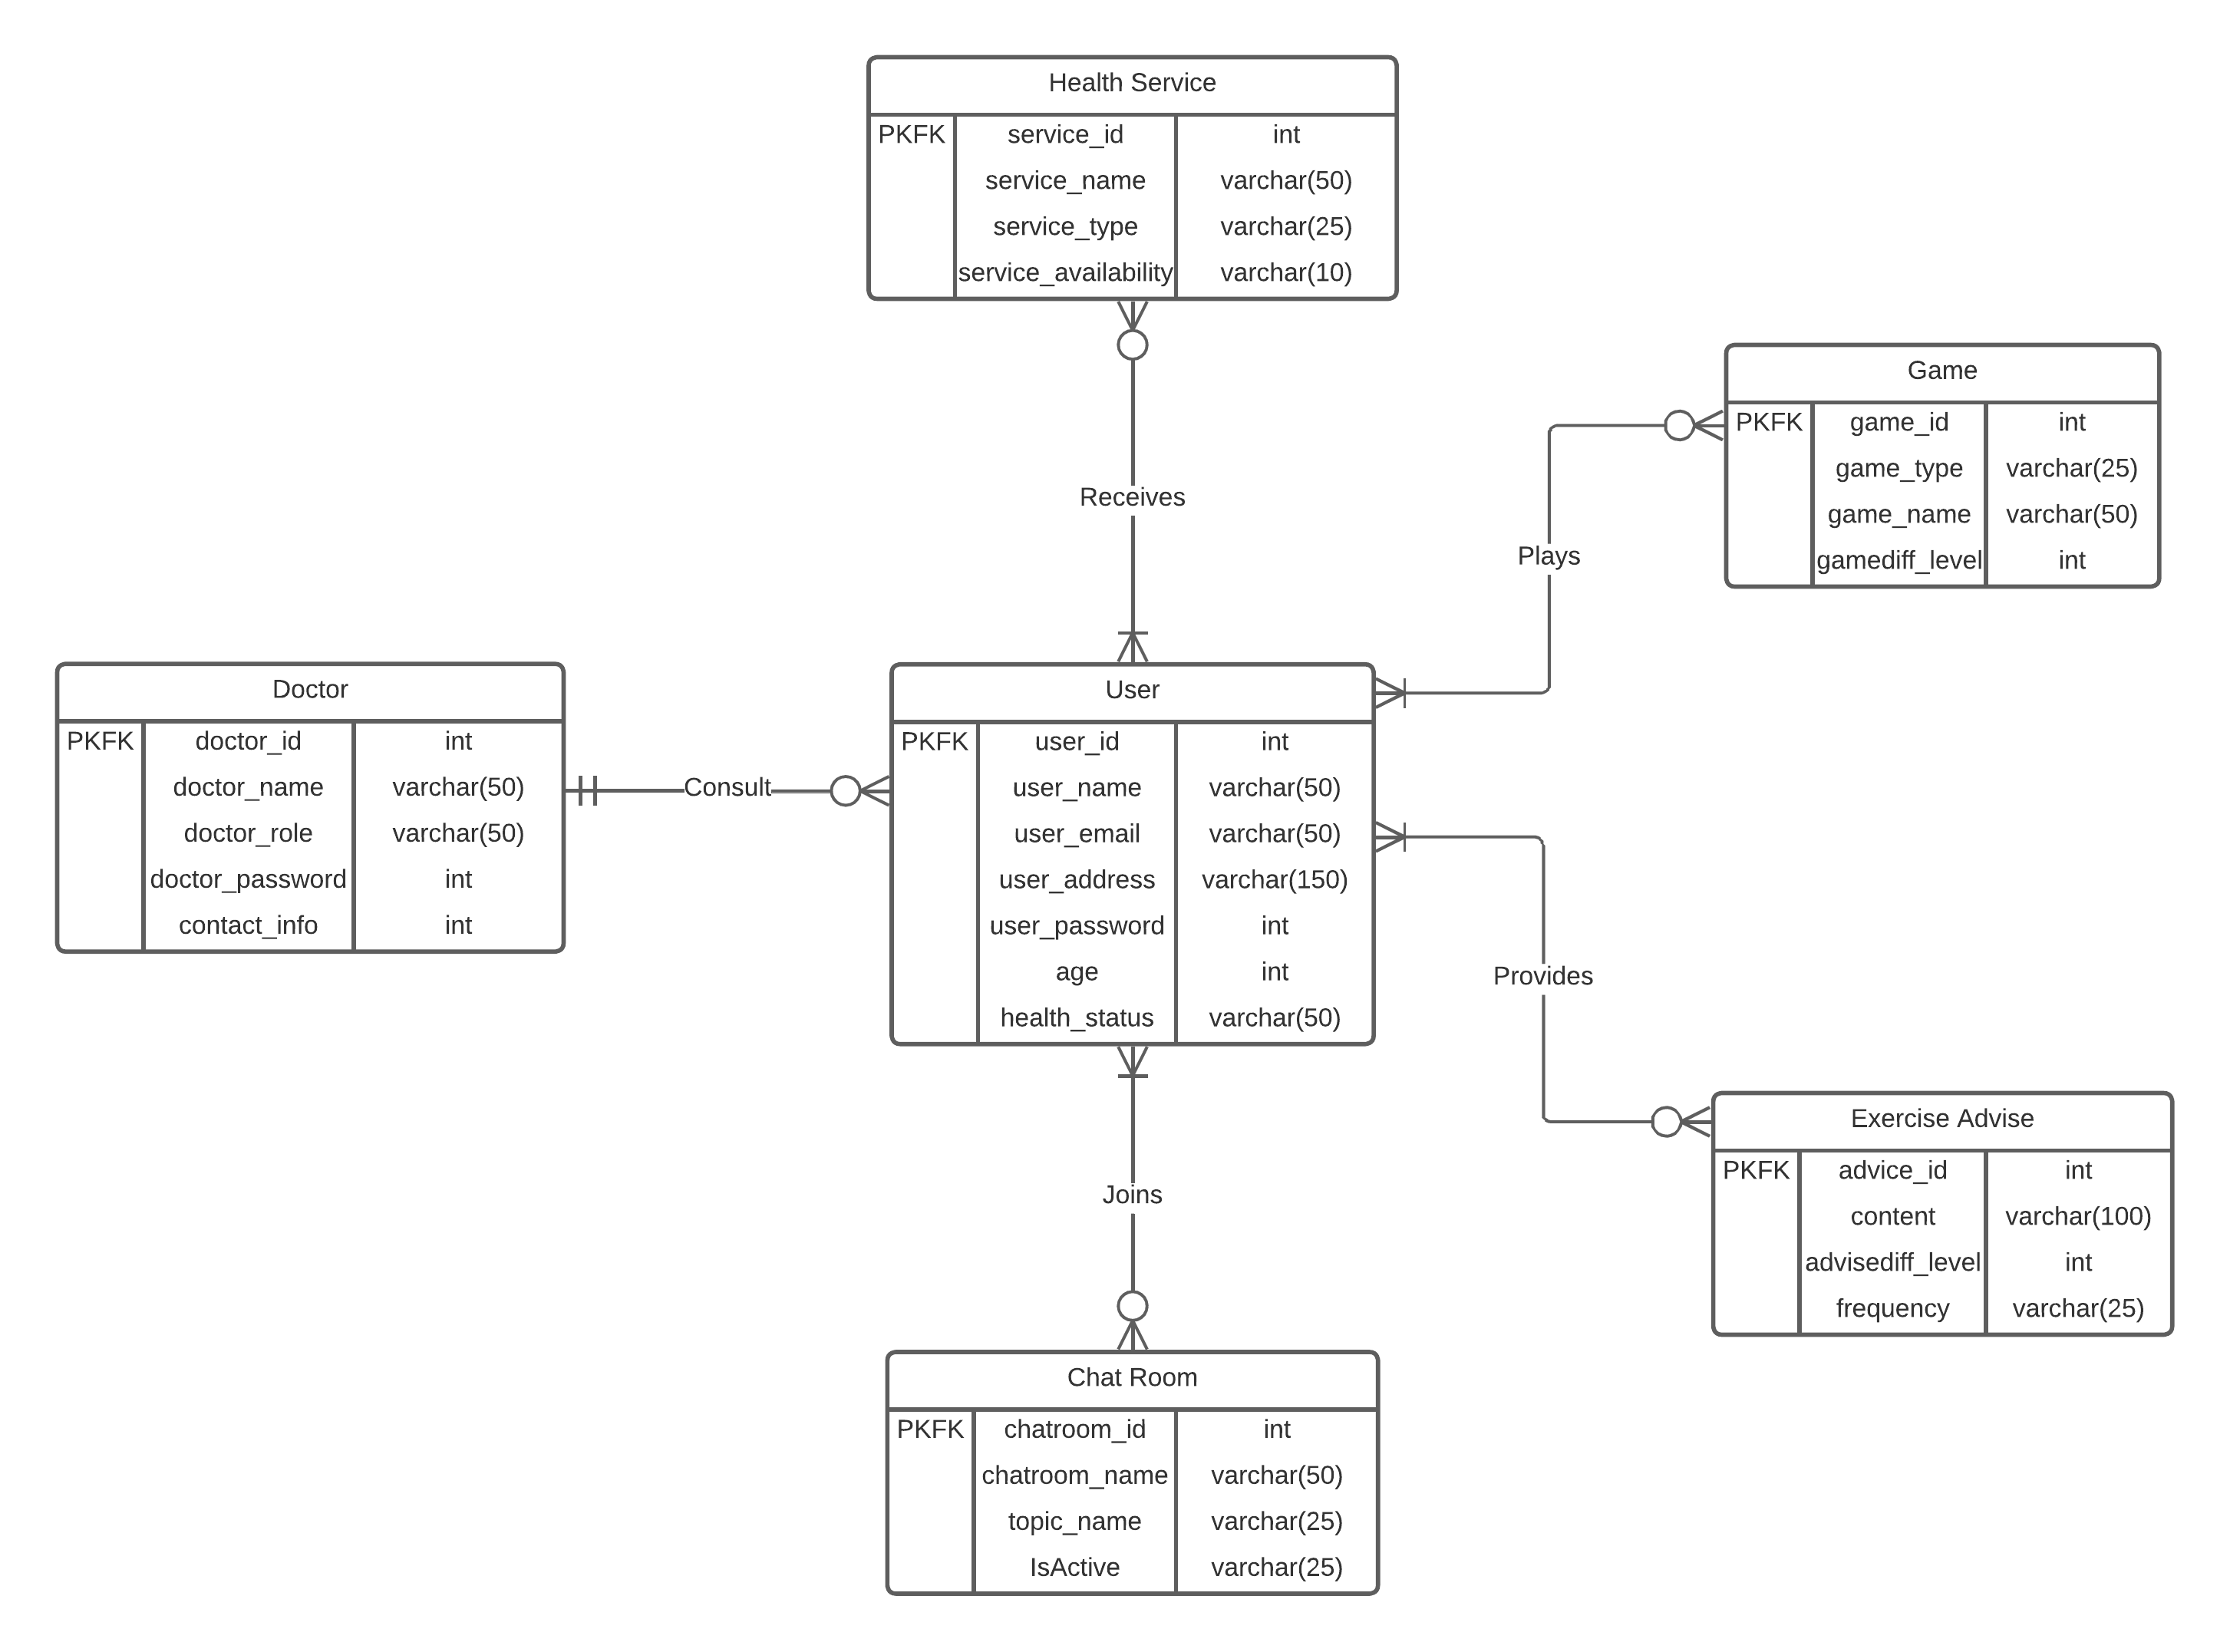 Health Service
PKFK service_id int
service_name varchar(50)
service_type varchar(25)
service_availability varchar(10)
Receives
Game
PKFK game_id int
game_type varchar(25)
game_name varchar(50)
gamediff_level int
Plays
Doctor
PKFK doctor_id int
doctor_name varchar(50)
doctor_role varchar(50)
doctor_password int
contact_info int
Consult
User
PKFK user_id int
user_name varchar(50)
user_email varchar(50)
user_address varchar(150)
user_password int
age int
health_status varchar(50)
Provides
Exercise Advise
PKFK advice_id int
content varchar(100)
advisediff_level int
frequency varchar(25)
Joins
Chat Room
PKFK chatroom_id int
chatroom_name varchar(50)
topic_name varchar(25)
IsActive varchar(25)